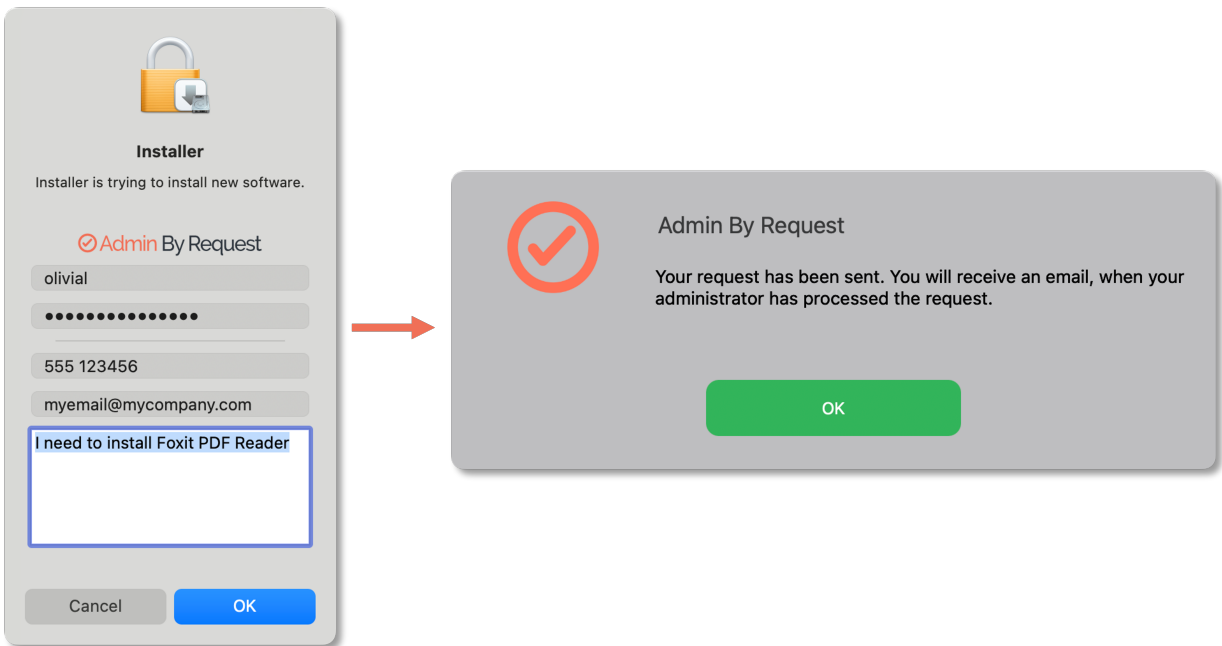 Installer
Installer is trying to install new software.
Admin By Request
olivial
●●●●●●●●●●●●●●●
555 123456
myemail@mycompany.com
I need to install Foxit PDF Reader
Cancel
OK
Admin By Request
Your request has been sent. You will receive an email, when your
administrator has processed the request.
OK